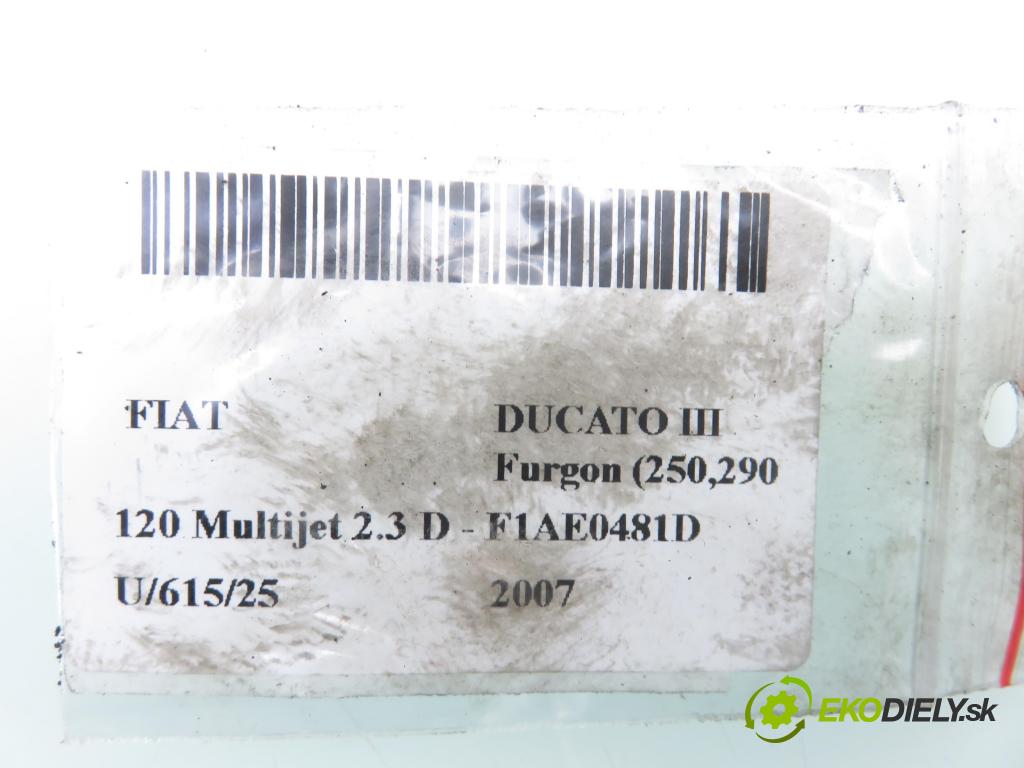 FIAT DUCATO III
Furgon (250,290
120 Multijet 2.3 D - F1AE0481D
U/615/25 2007
EKODIELY.sk